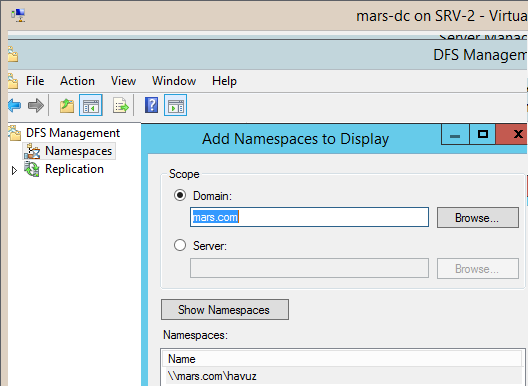 mars-dc on SRV-2 - Virtua
Server Manac
DFS Managem
File Action View Window Help
DFS Management
Namespaces
Replication
Add Namespaces to Display
Scope
Domain:
mars.com
Browse...
Server:
Browse...
Show Namespaces
Namespaces:
Name
\\mars.com\havuz